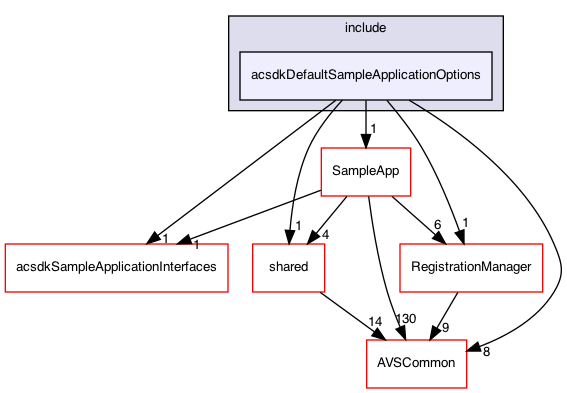 include
acsdkDefaultSampleApplicationOptions
1
SampleApp
6
1
1
1
1
4
acsdkSampleApplicationInterfaces
shared
RegistrationManager
14
130
9
8
AVSCommon